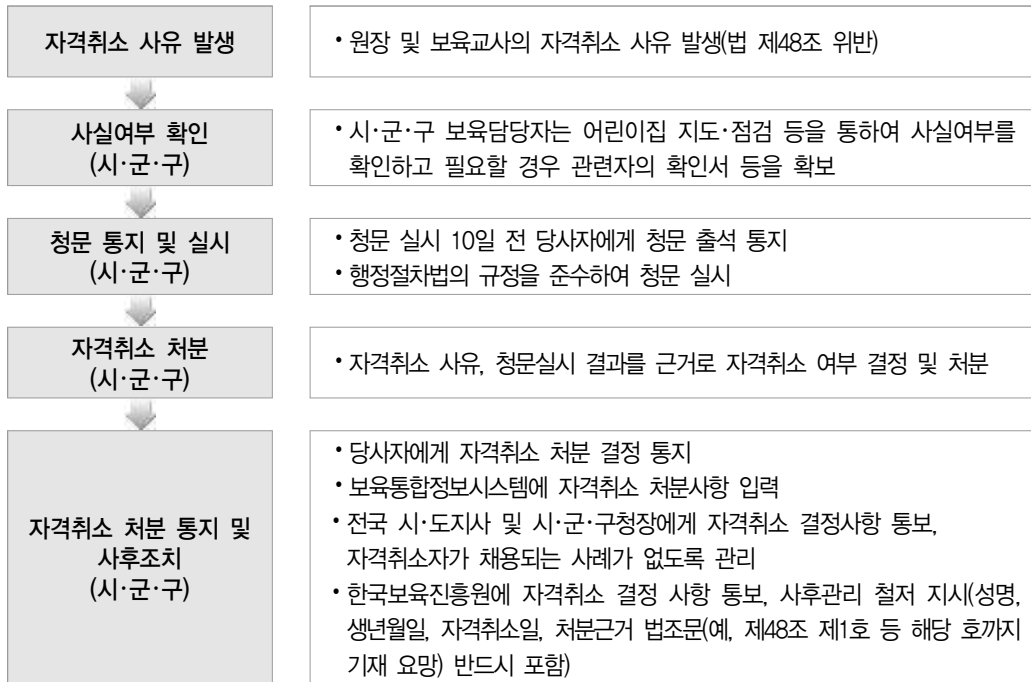 자격취소 사유 발생
• 원장 및 보육교사의 자격취소 사유 발생(법 제48조 위반)
사실여부 확인
(시·군·구)
• 시·군·구 보육담당자는 어린이집 지도·점검 등을 통하여 사실여부를
확인하고 필요할 경우 관련자의 확인서 등을 확보
청문 통지 및 실시
(시·군·구)
• 청문 실시 10일 전 당사자에게 청문 출석 통지
• 행정절차법의 규정을 준수하여 청문 실시
자격취소 처분
(시·군·구)
• 자격취소 사유, 청문실시 결과를 근거로 자격취소 여부 결정 및 처분
자격취소 처분 통지 및
사후조치
(시·군·구)
• 당사자에게 자격취소 처분 결정 통지
• 보육통합정보시스템에 자격취소 처분사항 입력
• 전국 시·도지사 및 시·군·구청장에게 자격취소 결정사항 통보,
자격취소자가 채용되는 사례가 없도록 관리
• 한국보육진흥원에 자격취소 결정 사항 통보, 사후관리 철저 지시(성명,
생년월일, 자격취소일, 처분근거 법조문(예, 제48조 제1호 등 해당 호까지
기재 요망) 반드시 포함)